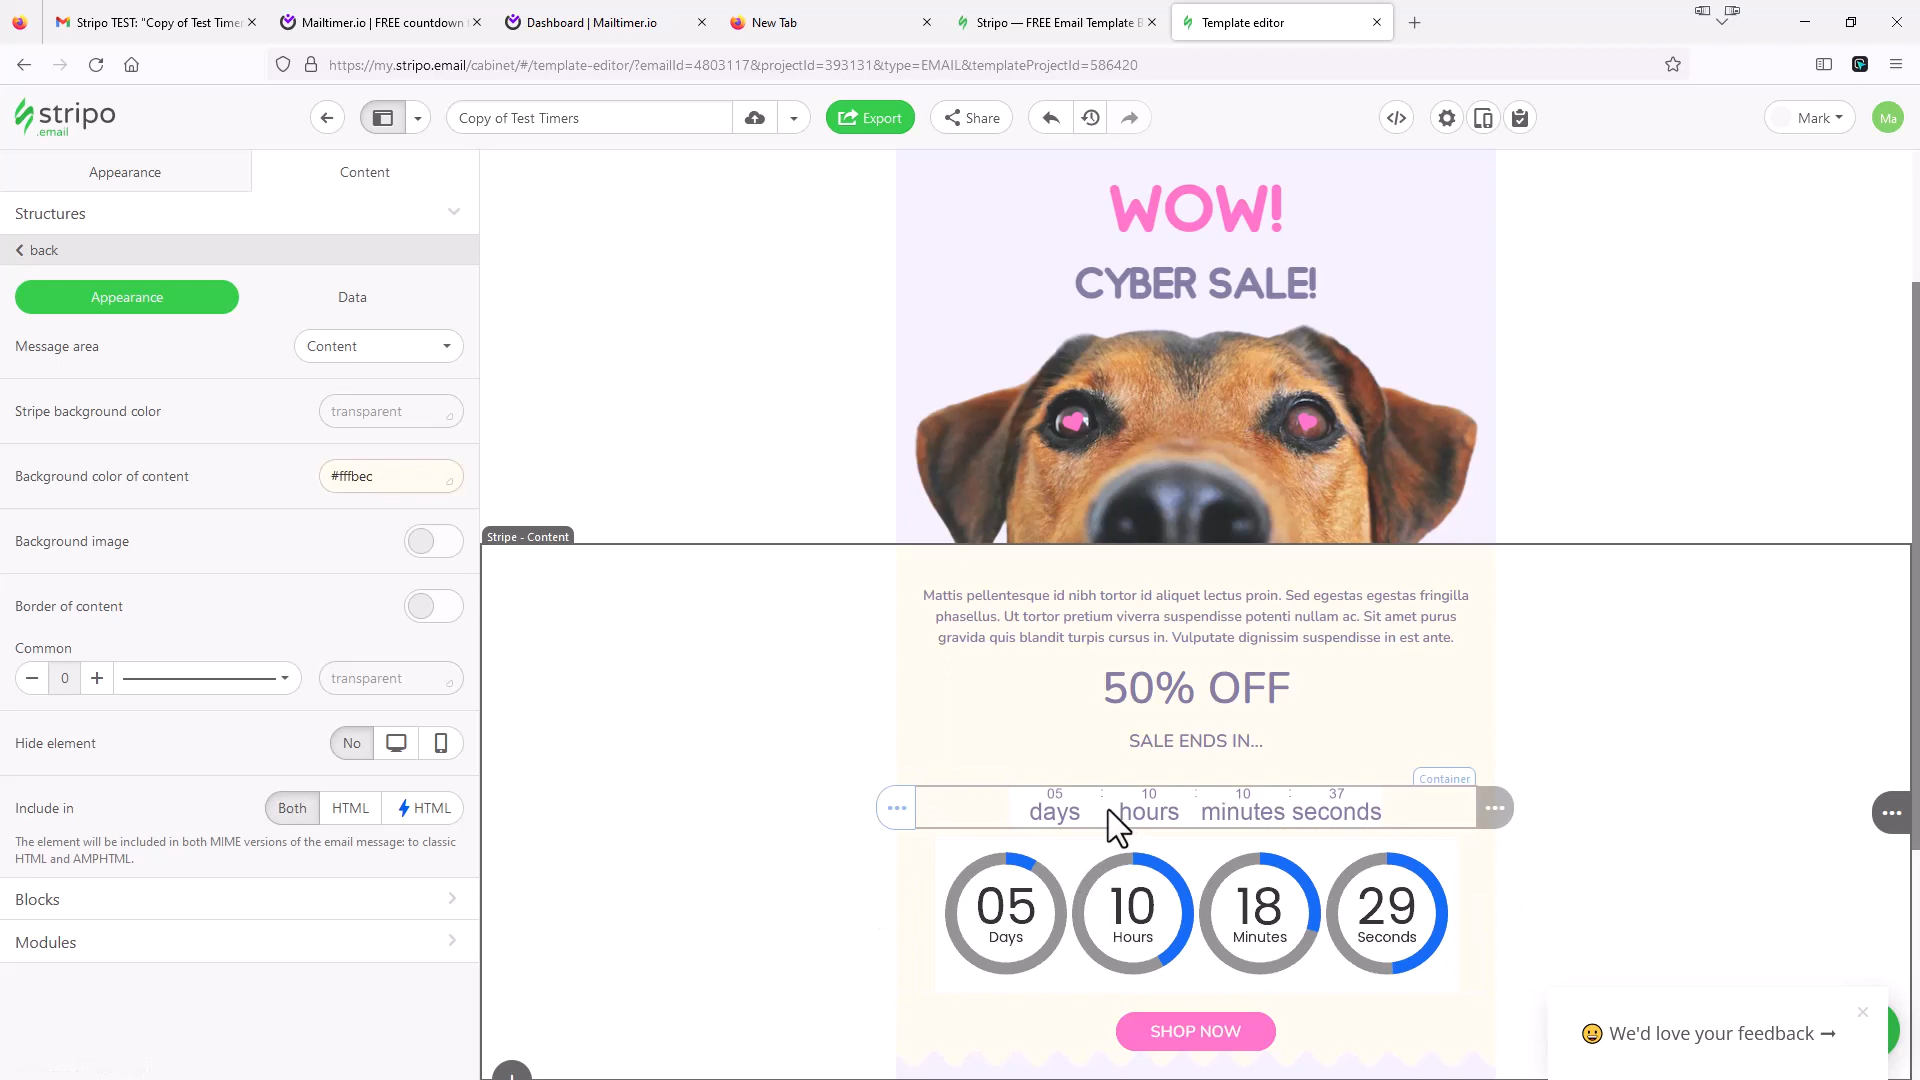 Stripo TEST: "Copy of Test Timer
Mailtimer.io | FREE countdown
Dashboard | Mailtimer.io
New Tab
Stripo — FREE Email Template B
Template editor
https://my.stripo.email/cabinet/#/template-editor/?emailId=4803117&projectId=393131&type=EMAIL&templateProjectId=586420
stripo
.email
Copy of Test Timers
Export
Share
Mark
Ma
Appearance
Content
Structures
back
Appearance
Data
Message area
Content
Stripe background color
transparent
Background color of content
#fffbec
Background image
Border of content
Common
0
transparent
Hide element
No
Include in
Both
HTML
HTML
The element will be included in both MIME versions of the email message: to classic
HTML and AMPHTML.
Blocks
Modules
WOW!
CYBER SALE!
Stripe - Content
Mattis pellentesque id nibh tortor id aliquet lectus proin. Sed egestas egestas fringilla
phasellus. Ut tortor pretium viverra suspendisse potenti nullam ac. Sit amet purus
gravida quis blandit turpis cursus in. Vulputate dignissim suspendisse in est ante.
50% OFF
SALE ENDS IN...
Container
05 : 10 : 10 : 37
days hours minutes seconds
05 10 18 29
Days Hours Minutes Seconds
SHOP NOW
We'd love your feedback